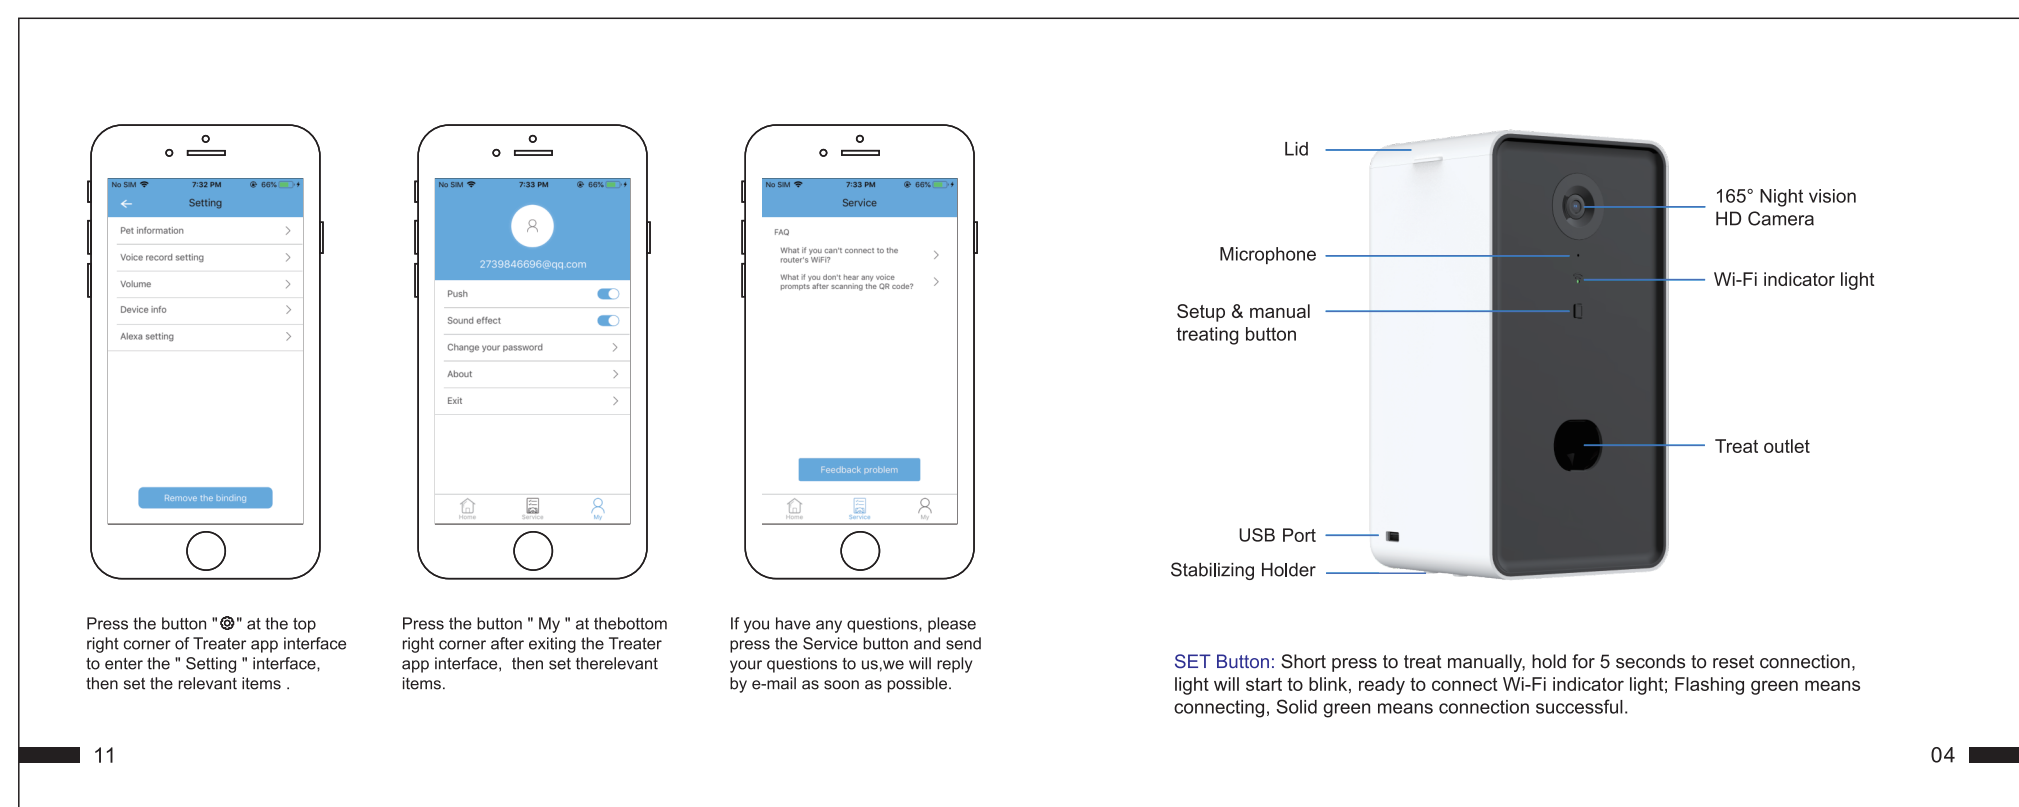 No SIM 7:32 PM 66%
Setting
Pet information
Voice record setting
Volume
Device info
Alexa setting
Remove the binding
Press the button "⚙" at the top
right corner of Treater app interface
to enter the " Setting " interface,
then set the relevant items .
No SIM 7:33 PM 66%
2739846696@qq.com
Push
Sound effect
Change your password
About
Exit
Home Service My
Press the button " My " at thebottom
right corner after exiting the Treater
app interface, then set therelevant
items.
No SIM 7:33 PM 66%
Service
FAQ
What if you can't connect to the
router's WiFi?
What if you don't hear any voice
prompts after scanning the QR code?
Feedback problem
Home Service My
If you have any questions, please
press the Service button and send
your questions to us,we will reply
by e-mail as soon as possible.
11
Lid
165° Night vision
HD Camera
Microphone
Wi-Fi indicator light
Setup & manual
treating button
Treat outlet
USB Port
Stabilizing Holder
SET Button: Short press to treat manually, hold for 5 seconds to reset connection,
light will start to blink, ready to connect Wi-Fi indicator light; Flashing green means
connecting, Solid green means connection successful.
04